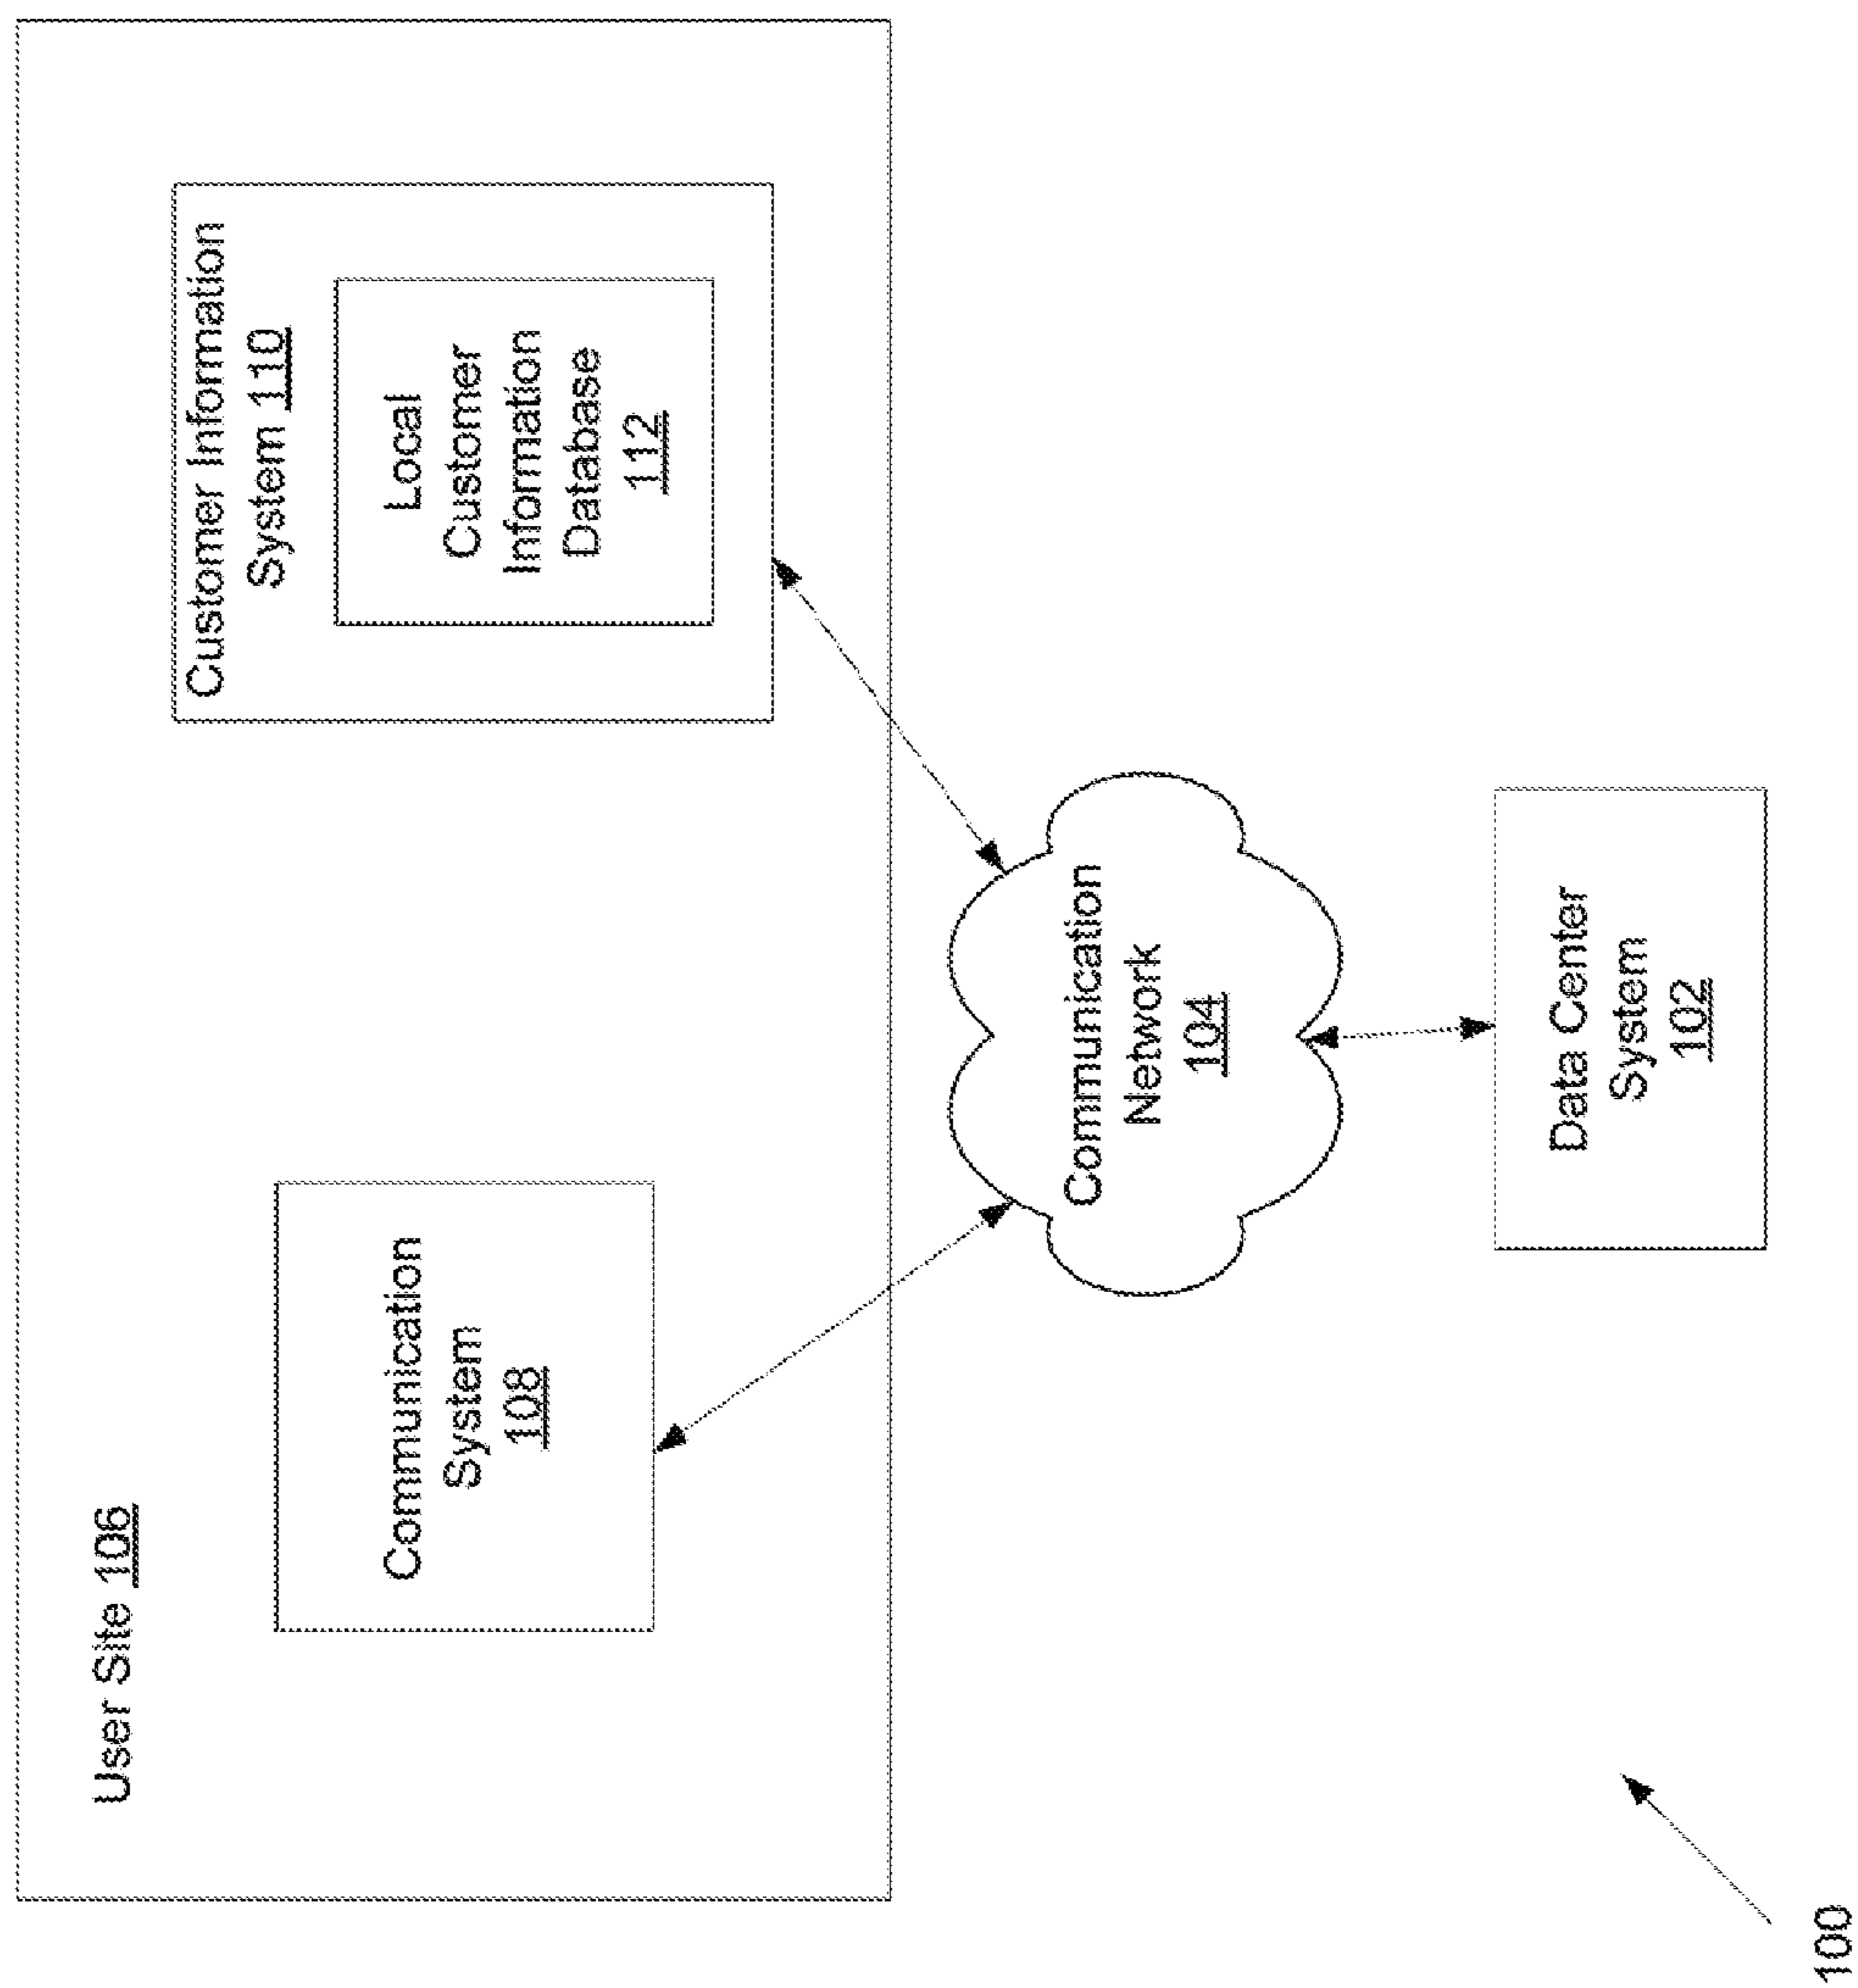 User Site 106
Customer Information
System 110
Communication
System
108
Local
Customer
Information
Database
112
Communication
Network
104
Data Center
System
102
100